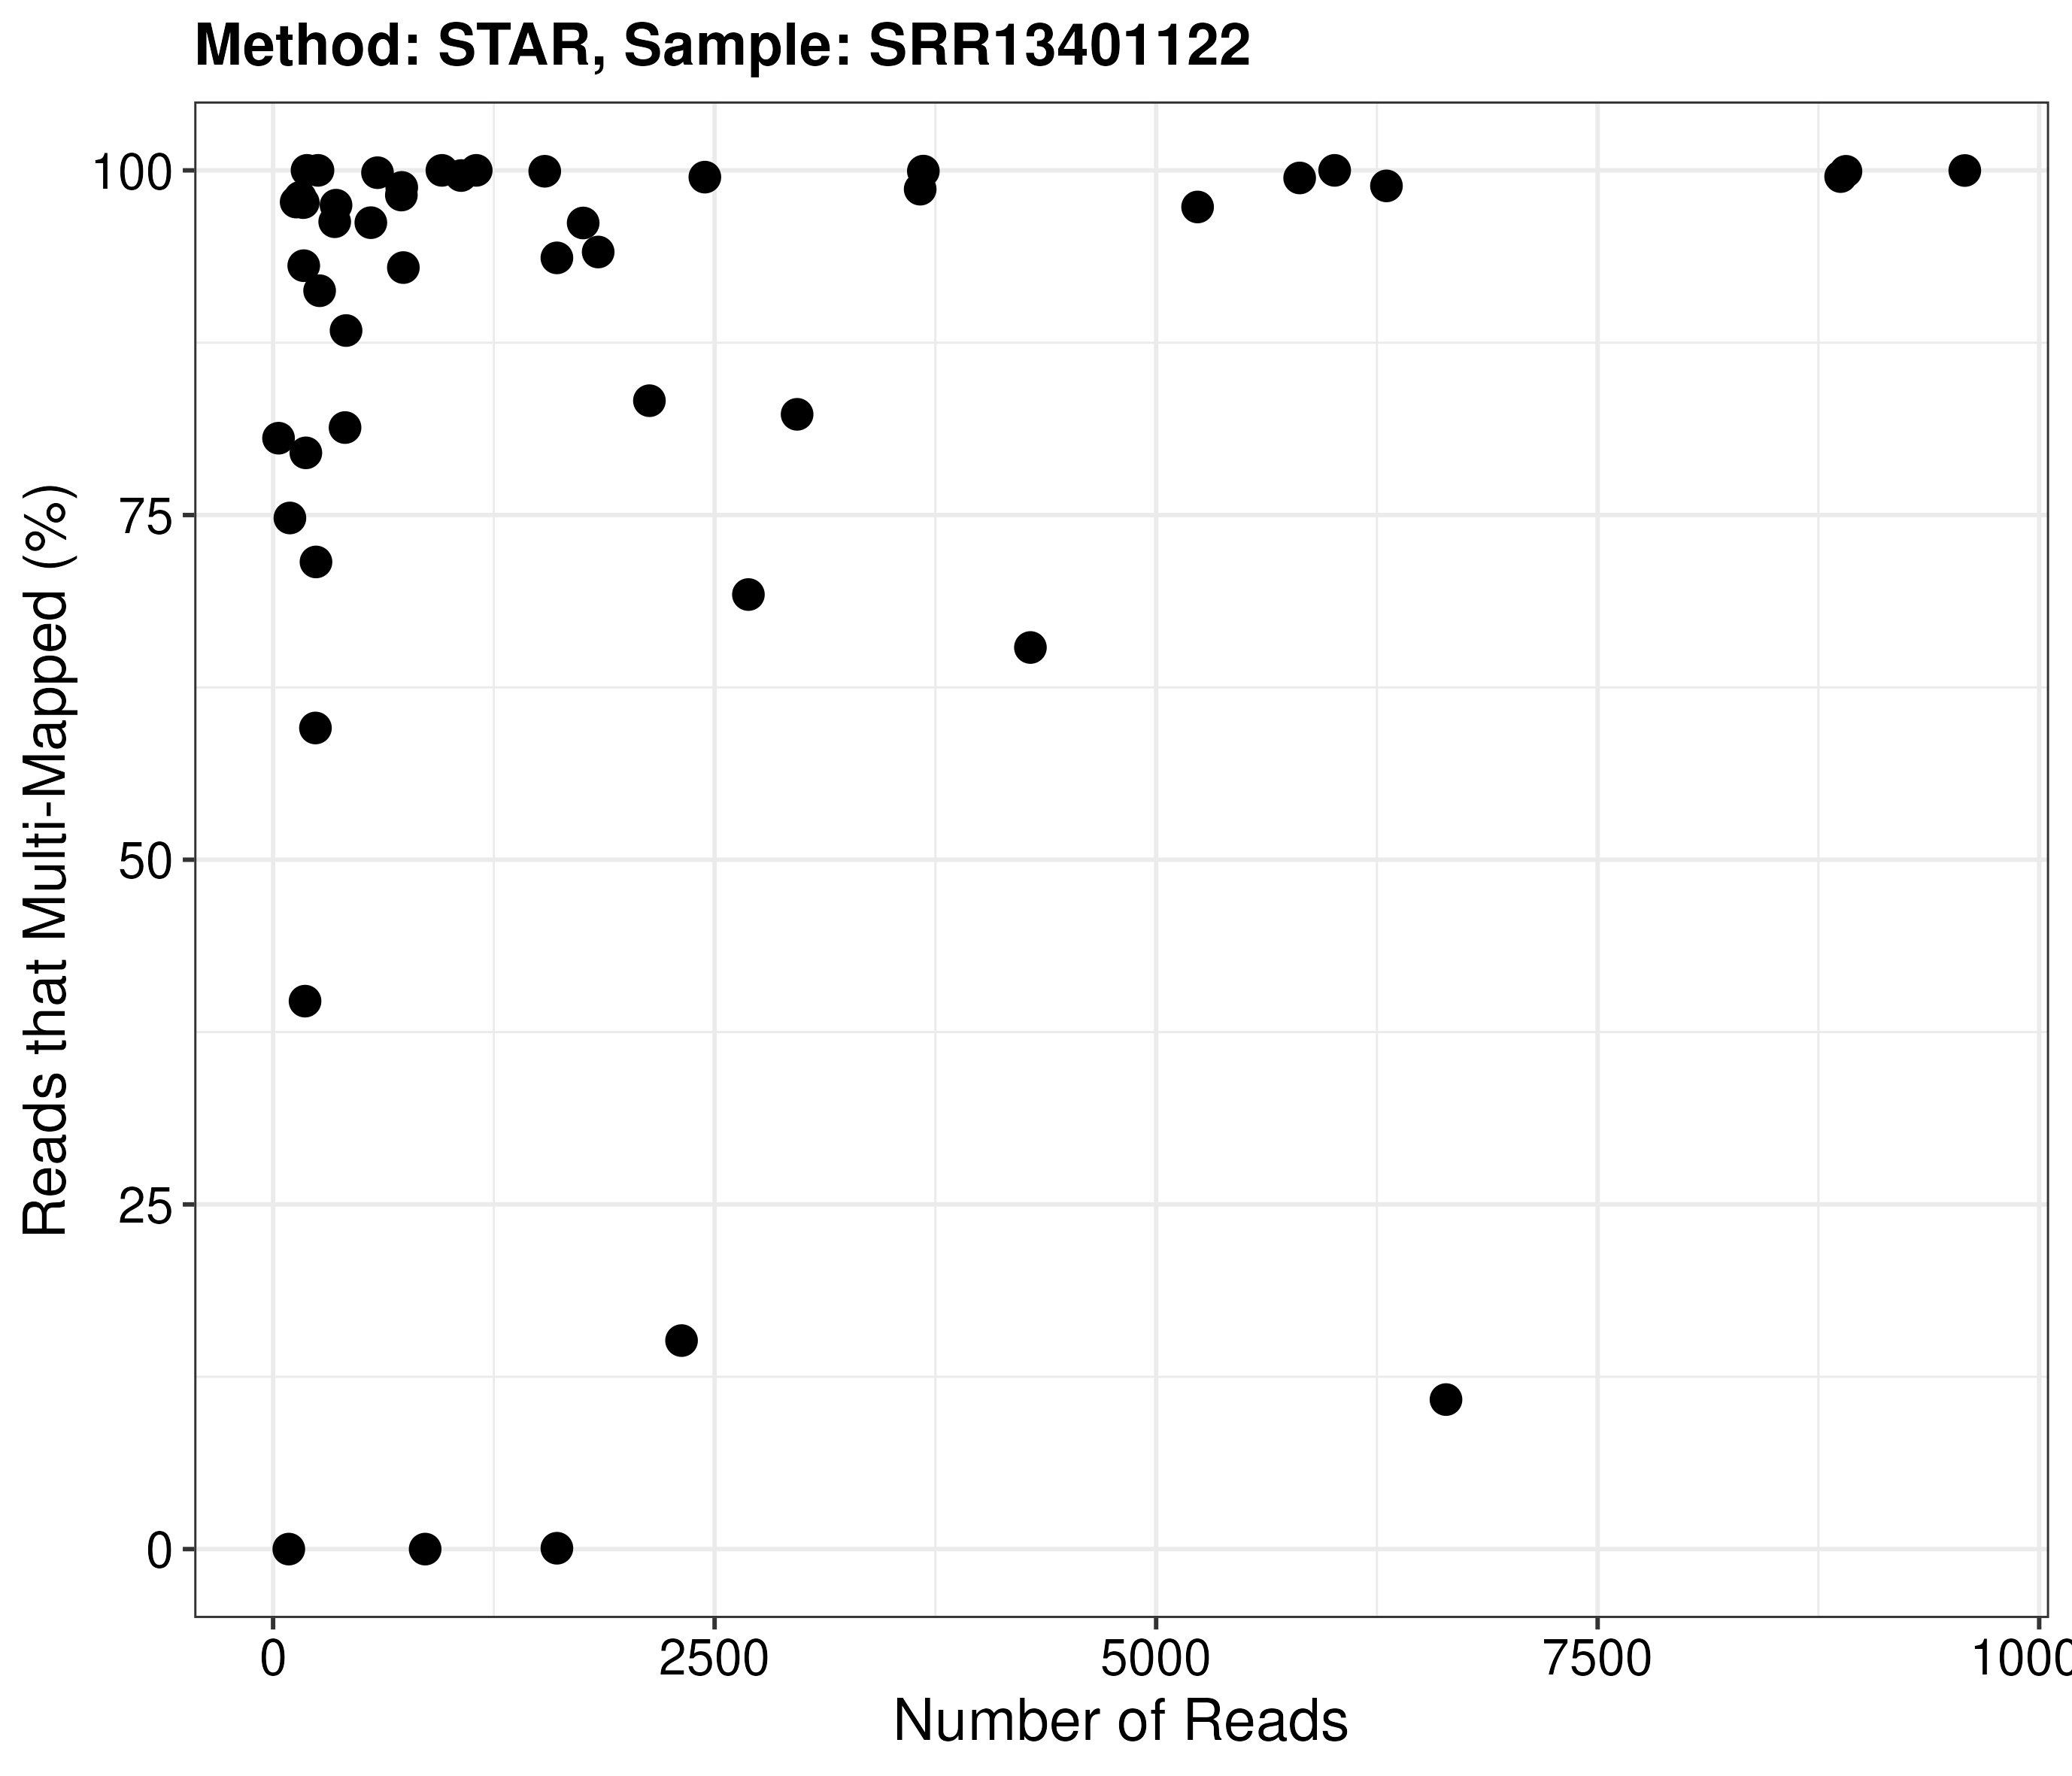 Method: STAR, Sample: SRR13401122
Reads that Multi-Mapped (%)
100
75
50
25
0
0 2500 5000 7500 1000
Number of Reads